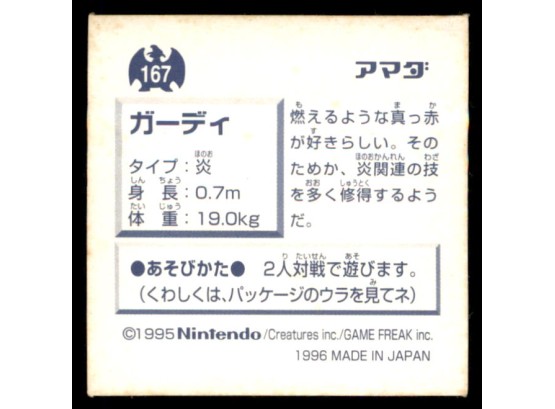 167
アマダ
ガーディ
タイプ：炎
身長：0.7m
体重：19.0kg
燃えるような真っ赤
が好きらしい。その
ためか、炎関連の技
を多く修得するよう
だ。
●あそびかた● 2人対戦で遊びます。
（くわしくは、パッケージのウラを見てネ）
©1995 Nintendo/Creatures inc./GAME FREAK inc.
1996 MADE IN JAPAN